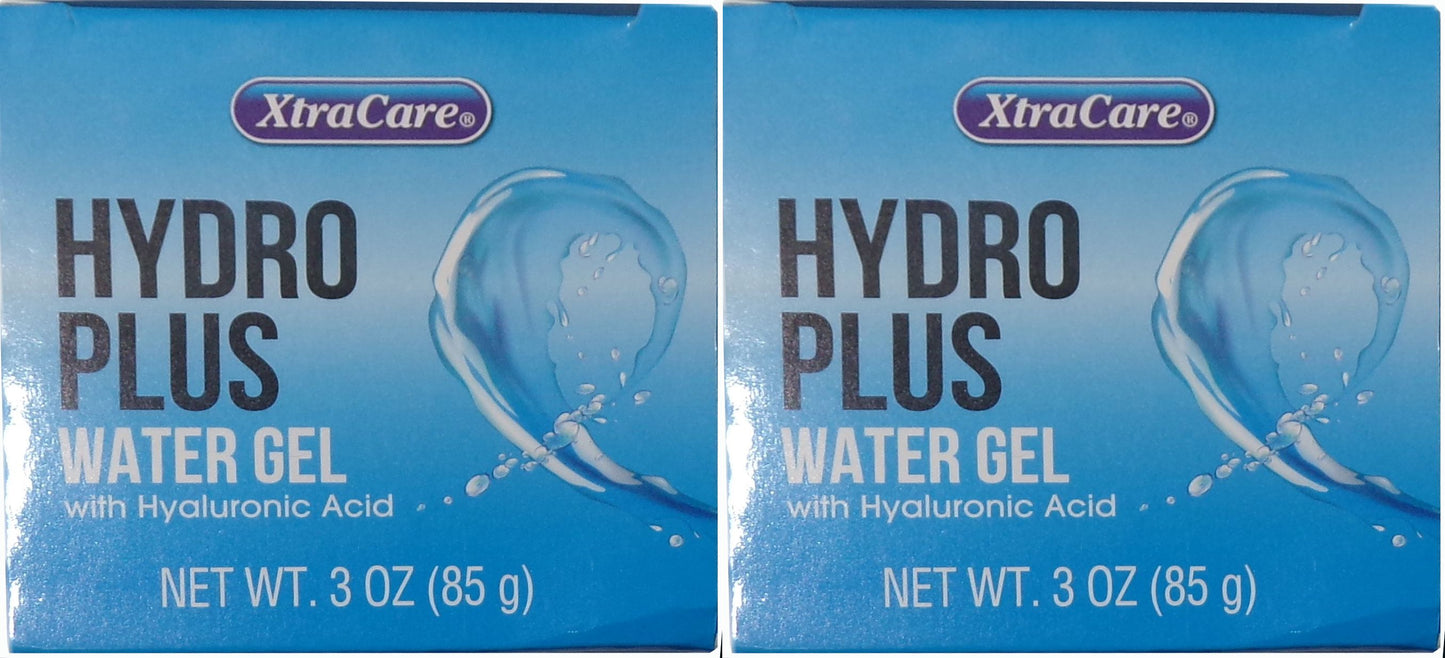 XtraCare®
HYDRO
PLUS
WATER GEL
with Hyaluronic Acid
NET WT. 3 OZ (85 g)
XtraCare®
HYDRO
PLUS
WATER GEL
with Hyaluronic Acid
NET WT. 3 OZ (85 g)